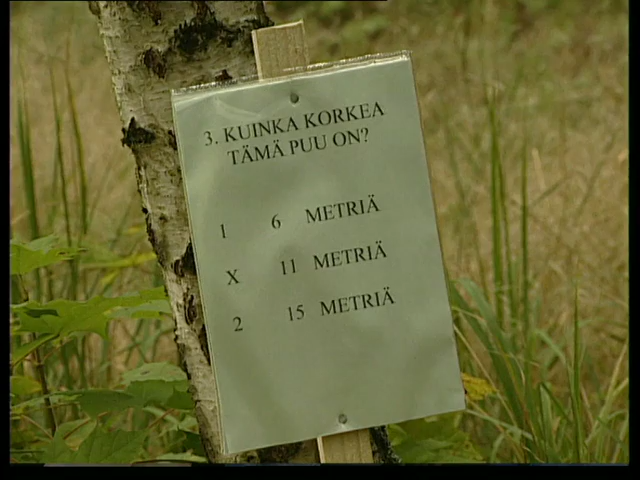 3. KUINKA KORKEA
TÄMÄ PUU ON?
1 6 METRIÄ
X 11 METRIÄ
2 15 METRIÄ